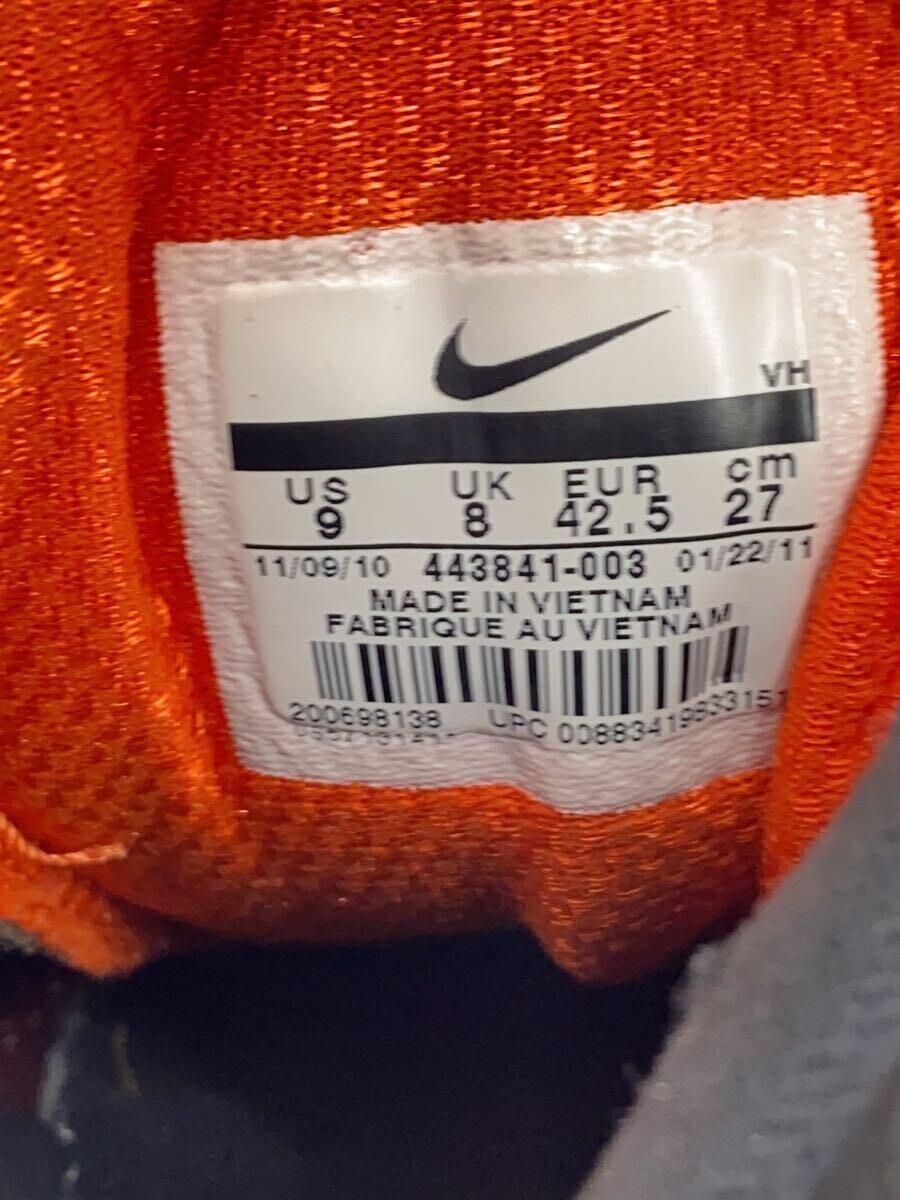 VH
US UK EUR cm
9 8 42.5 27
11/09/10 443841-003 01/22/11
MADE IN VIETNAM
FABRIQUE AU VIETNAM
200698138 UPC 00883419833151